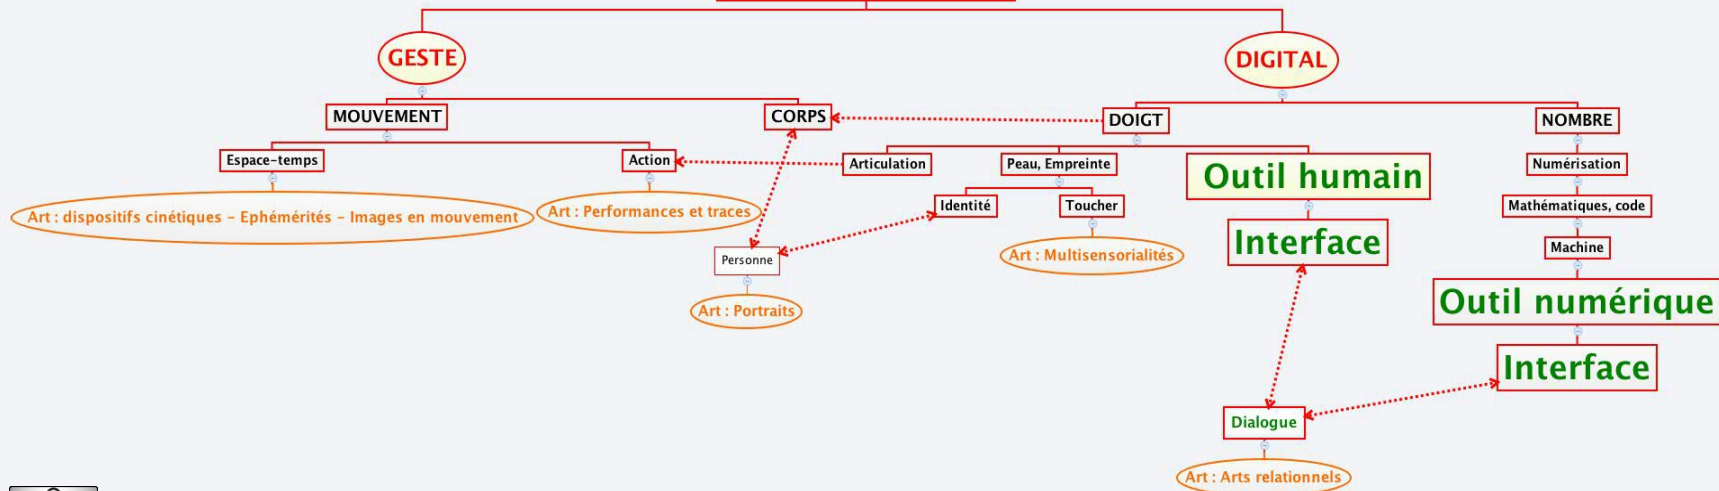 GESTE
DIGITAL
MOUVEMENT
CORPS
DOIGT
NOMBRE
Espace-temps
Action
Articulation
Peau, Empreinte
Outil humain
Numérisation
Art : dispositifs cinétiques - Ephémérités - Images en mouvement
Art : Performances et traces
Identité
Toucher
Interface
Mathématiques, code
Personne
Art : Multisensorialités
Machine
Art : Portraits
Outil numérique
Interface
Dialogue
Art : Arts relationnels